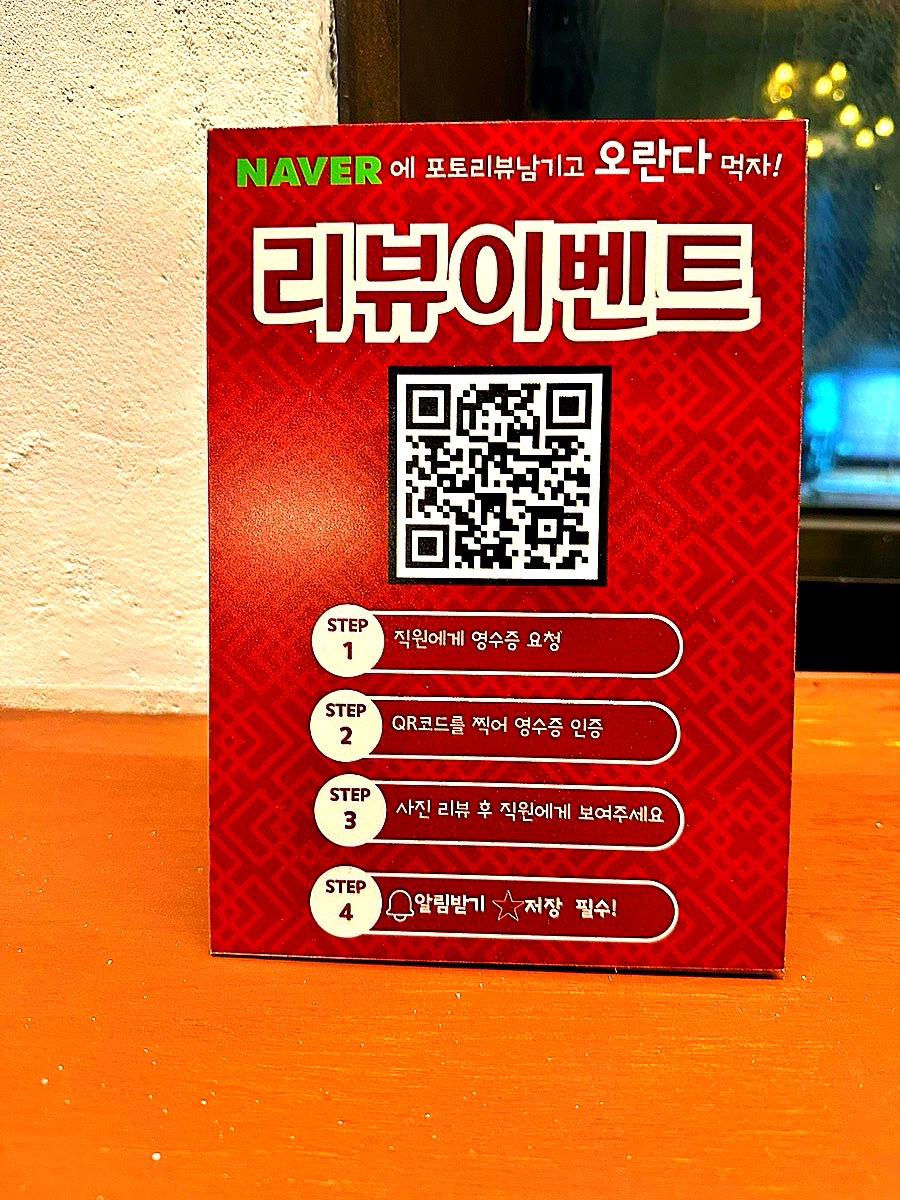 NAVER에 포토리뷰남기고 오란다 먹자!
리뷰이벤트
STEP 1 직원에게 영수증 요청
STEP 2 QR코드를 찍어 영수증 인증
STEP 3 사진 리뷰 후 직원에게 보여주세요
STEP 4 알림받기 저장 필수!